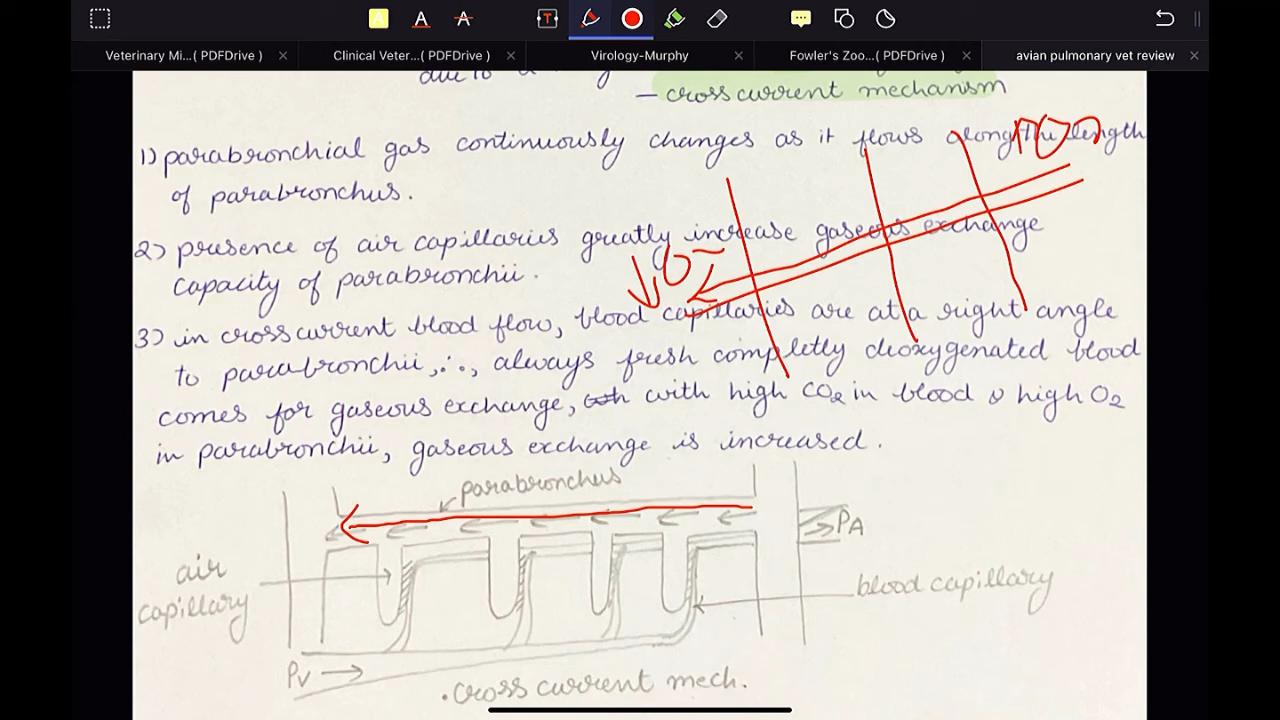 Veterinary Mi...( PDFDrive )
Clinical Veter...( PDFDrive )
Virology-Murphy
Fowler's Zoo...( PDFDrive )
avian pulmonary vet review
due to a
— cross current mechanism
1) parabronchial gas continuously changes as it flows along the length
of parabronchus.
2) presence of air capillaries greatly increase gaseous exchange
capacity of parabronchii.
3) in cross current blood flow, blood capillaries are at a right angle
to parabronchii, ∴, always fresh completly deoxygenated blood
comes for gaseous exchange, with high CO2 in blood & high O2
in parabronchii, gaseous exchange is increased.
parabronchus
PA
air
capillary
blood capillary
Pv
. cross current mech.
100